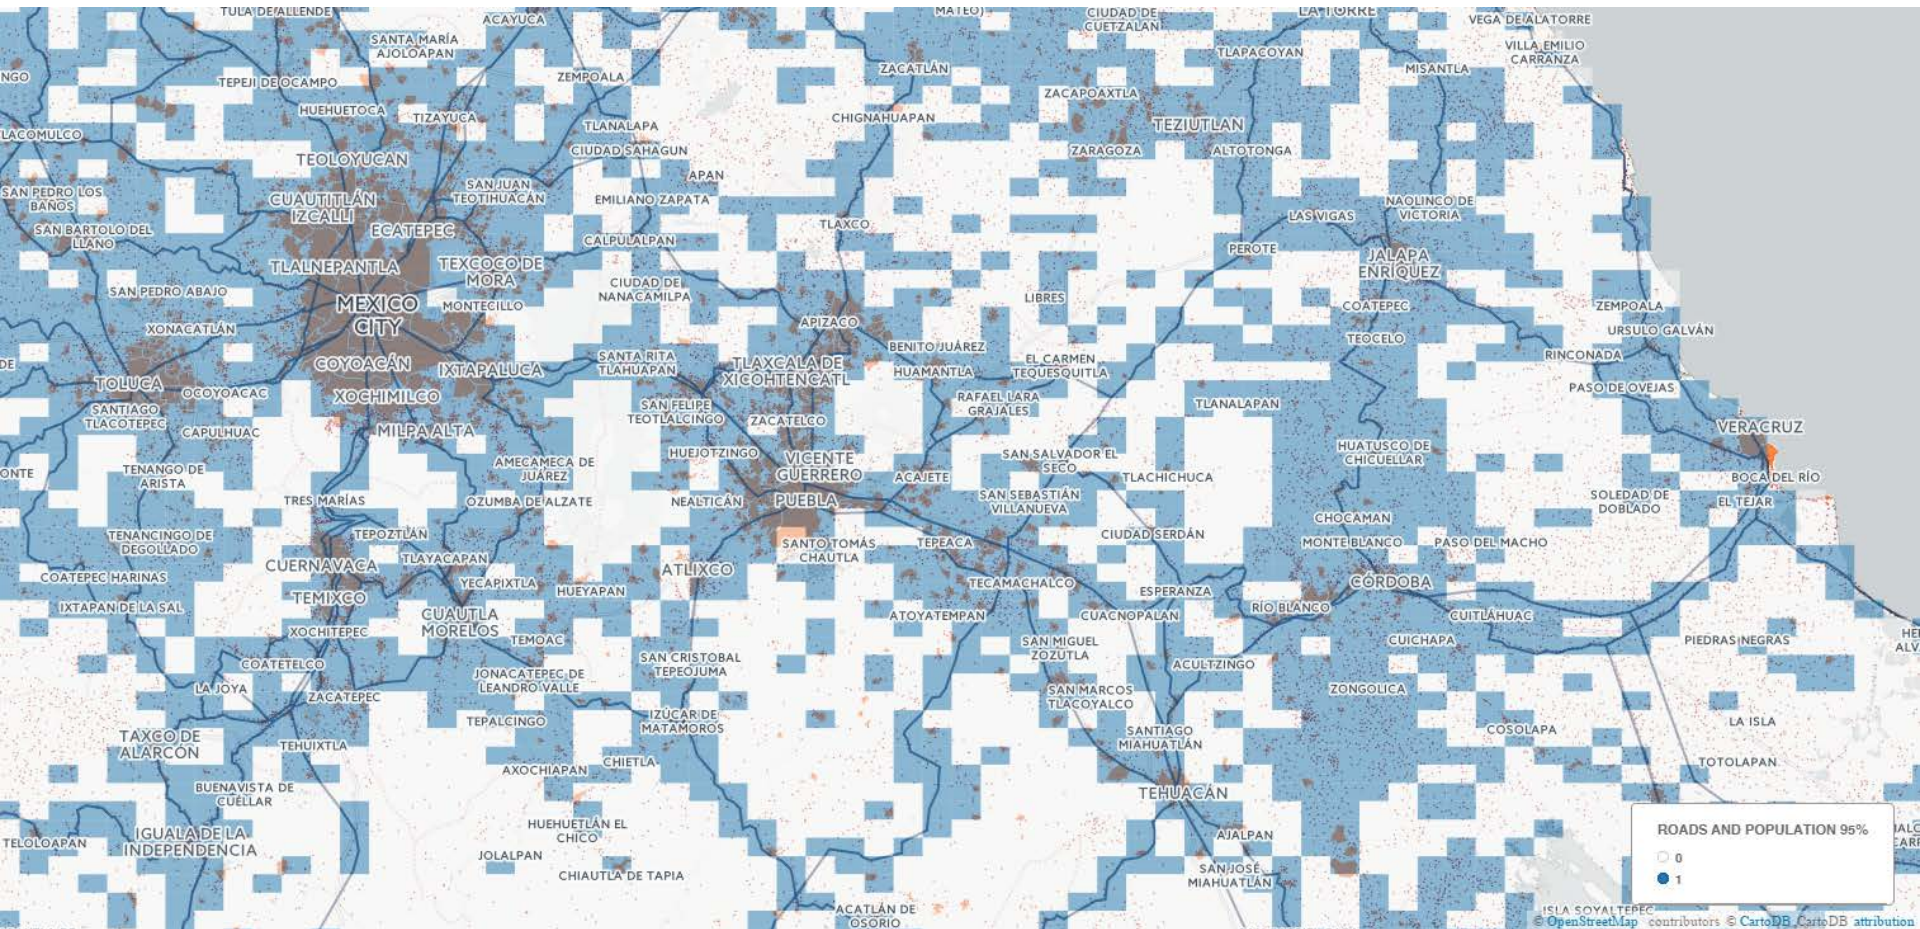 TULA DE ALLENDE
ACAYUCA
MATEO)
CIUDAD DE
CUETZALAN
LA TORRE
VEGA DE ALATORRE
SANTA MARÍA
AJOLOAPAN
TLAPACOYAN
VILLA EMILIO
CARRANZA
NGO
TEPEJI DE OCAMPO
ZEMPOALA
ZACATLÁN
MISANTLA
ZACAPOAXTLA
HUEHUETOCA
TIZAYUCA
CHIGNAHUAPAN
TLANALAPA
TEZIUTLAN
LACOMULCO
CIUDAD SAHAGUN
ZARAGOZA
ALTOTONGA
TEOLOYUCAN
APAN
SAN PEDRO LOS
BAÑOS
CUAUTITLÁN
IZCALLI
SAN JUAN
TEOTIHUACÁN
EMILIANO ZAPATA
NAOLINCO DE
VICTORIA
LAS VIGAS
SAN BARTOLO DEL
LLANO
ECATEPEC
TLAXCO
CALPULALPAN
PEROTE
TLALNEPANTLA
TEXCOCO DE
MORA
JALAPA
ENRÍQUEZ
SAN PEDRO ABAJO
CIUDAD DE
NANACAMILPA
LIBRES
MEXICO
CITY
MONTECILLO
COATEPEC
ZEMPOALA
XONACATLÁN
APIZACO
URSULO GALVÁN
TEOCELO
BENITO JUÁREZ
RINCONADA
DE
COYOACÁN
IXTAPALUCA
SANTA RITA
TLAHUAPAN
TLAXCALA DE
XICOHTENCATL
HUAMANTLA
EL CARMEN
TEQUESQUITLA
TOLUCA
OCOYOACAC
XOCHIMILCO
PASO DE OVEJAS
SANTIAGO
TLACOTEPEC
SAN FELIPE
TEOTLALCINGO
RAFAEL LARA
GRAJALES
TLANALAPAN
CAPULHUAC
MILPA ALTA
ZACATELCO
VERACRUZ
ONTE
TENANGO DE
ARISTA
AMECAMECA DE
JUÁREZ
HUEJOTZINGO
VICENTE
GUERRERO
ACAJETE
SAN SALVADOR EL
SECO
TLACHICHUCA
HUATUSCO DE
CHICUELLAR
BOCA DEL RÍO
TRES MARÍAS
OZUMBA DE ALZATE
NEALTICÁN
PUEBLA
SAN SEBASTIÁN
VILLANUEVA
SOLEDAD DE
DOBLADO
EL TEJAR
TENANCINGO DE
DEGOLLADO
TEPOZTLÁN
CHOCAMAN
SANTO TOMÁS
CHAUTLA
TEPEACA
CIUDAD SERDÁN
MONTE BLANCO
PASO DEL MACHO
COATEPEC HARINAS
CUERNAVACA
TLAYACAPAN
ATLIXCO
YECAPIXTLA
HUEYAPAN
TECAMACHALCO
ESPERANZA
CÓRDOBA
IXTAPAN DE LA SAL
TEMIXCO
RÍO BLANCO
CUAUTLA
MORELOS
ATOYATEMPAN
CUACNOPALAN
CUITLÁHUAC
XOCHITEPEC
TEMOAC
SAN MIGUEL
ZOZUTLA
CUICHAPA
PIEDRAS NEGRAS
HE
ALV
COATETELCO
SAN CRISTOBAL
TEPEOJUMA
ACULTZINGO
JONACATEPEC DE
LEANDRO VALLE
LA JOYA
ZACATEPEC
SAN MARCOS
TLACOYALCO
ZONGOLICA
TEPALCINGO
IZÚCAR DE
MATAMOROS
LA ISLA
TAXCO DE
ALARCÓN
TEHUIXTLA
SANTIAGO
MIAHUATLÁN
COSOLAPA
AXOCHIAPAN
CHIETLA
TOTOLAPAN
BUENAVISTA DE
CUÉLLAR
TEHUACÁN
HUEHUETLÁN EL
CHICO
ROADS AND POPULATION 95%
TELOLOAPAN
IGUALA DE LA
INDEPENDENCIA
AJALPAN
JOLALPAN
0
CHIAUTLA DE TAPIA
SAN JOSÉ
MIAHUATLÁN
1
ACATLÁN DE
OSORIO
ISLA SOYALTEPEC
© OpenStreetMap contributors © CartoDB, CartoDB attribution